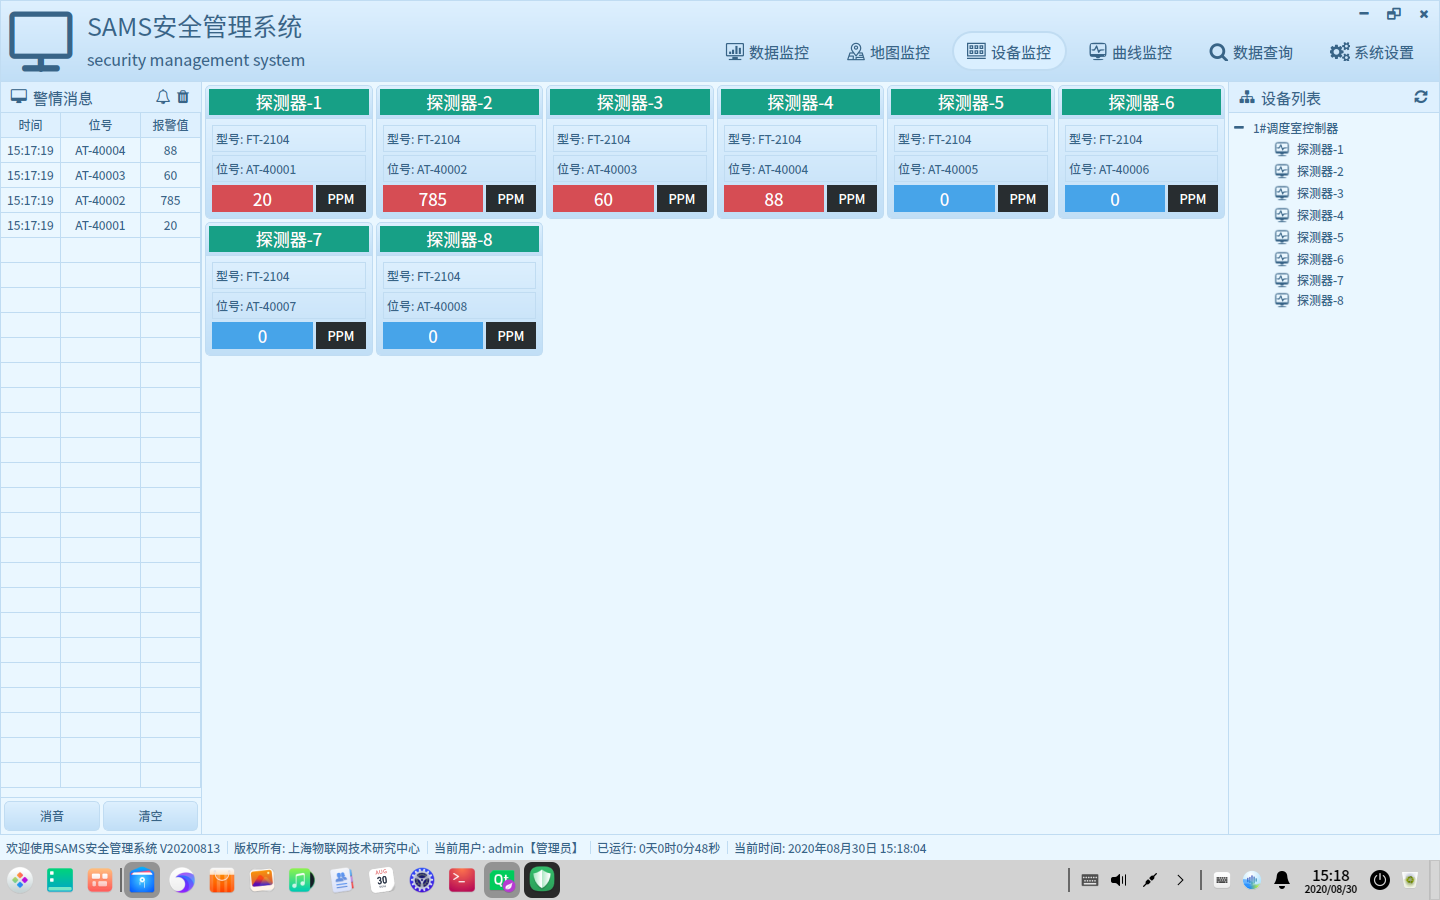 SAMS安全管理系统
security management system
数据监控 地图监控 设备监控 曲线监控 数据查询 系统设置
警情消息
时间 位号 报警值
15:17:19 AT-40004 88
15:17:19 AT-40003 60
15:17:19 AT-40002 785
15:17:19 AT-40001 20
消音 清空
探测器-1
型号: FT-2104
位号: AT-40001
20 PPM
探测器-2
型号: FT-2104
位号: AT-40002
785 PPM
探测器-3
型号: FT-2104
位号: AT-40003
60 PPM
探测器-4
型号: FT-2104
位号: AT-40004
88 PPM
探测器-5
型号: FT-2104
位号: AT-40005
0 PPM
探测器-6
型号: FT-2104
位号: AT-40006
0 PPM
探测器-7
型号: FT-2104
位号: AT-40007
0 PPM
探测器-8
型号: FT-2104
位号: AT-40008
0 PPM
设备列表
1#调度室控制器
探测器-1
探测器-2
探测器-3
探测器-4
探测器-5
探测器-6
探测器-7
探测器-8
欢迎使用SAMS安全管理系统 V20200813 版权所有: 上海物联网技术研究中心 当前用户: admin【管理员】 已运行: 0天0时0分48秒 当前时间: 2020年08月30日 15:18:04
AUG
30
15:18
2020/08/30